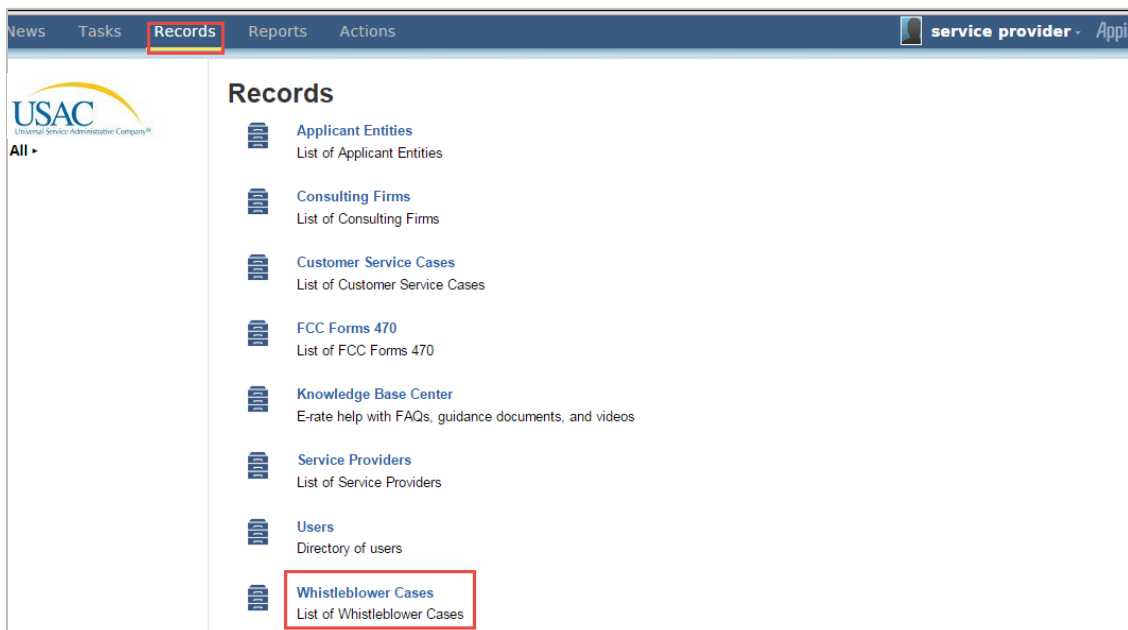 News Tasks Records Reports Actions service provider Appi
USAC
Universal Service Administrative Company®
All
Records
Applicant Entities
List of Applicant Entities
Consulting Firms
List of Consulting Firms
Customer Service Cases
List of Customer Service Cases
FCC Forms 470
List of FCC Forms 470
Knowledge Base Center
E-rate help with FAQs, guidance documents, and videos
Service Providers
List of Service Providers
Users
Directory of users
Whistleblower Cases
List of Whistleblower Cases